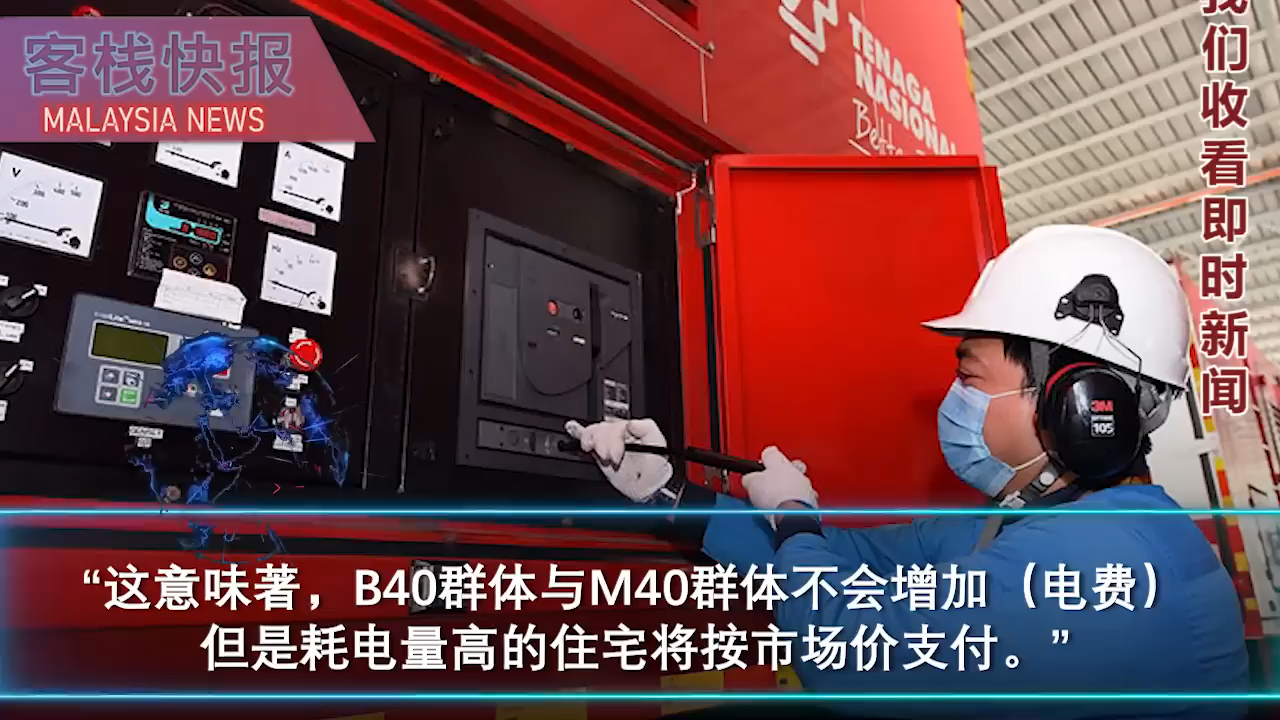 客栈快报
MALAYSIA NEWS
TENAGA
NASIONAL
我们收看即时新闻
V
A
Hz
3M
105
“这意味著，B40群体与M40群体不会增加（电费）
但是耗电量高的住宅将按市场价支付。”